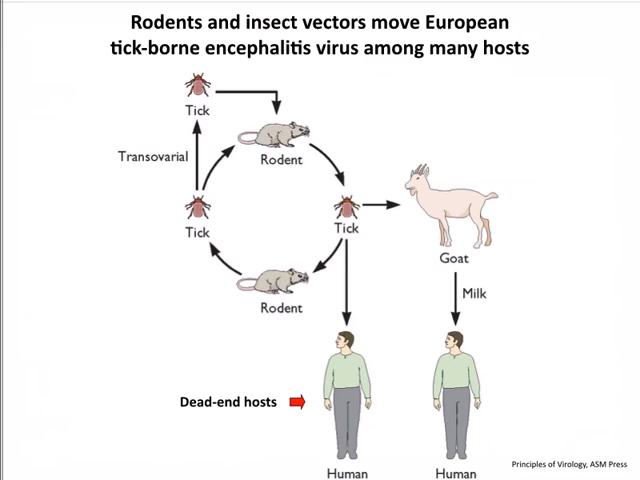 Rodents and insect vectors move European
tick-borne encephalitis virus among many hosts
Tick
Transovarial
Rodent
Tick
Tick
Goat
Rodent
Milk
Dead-end hosts
Human
Human
Principles of Virology, ASM Press